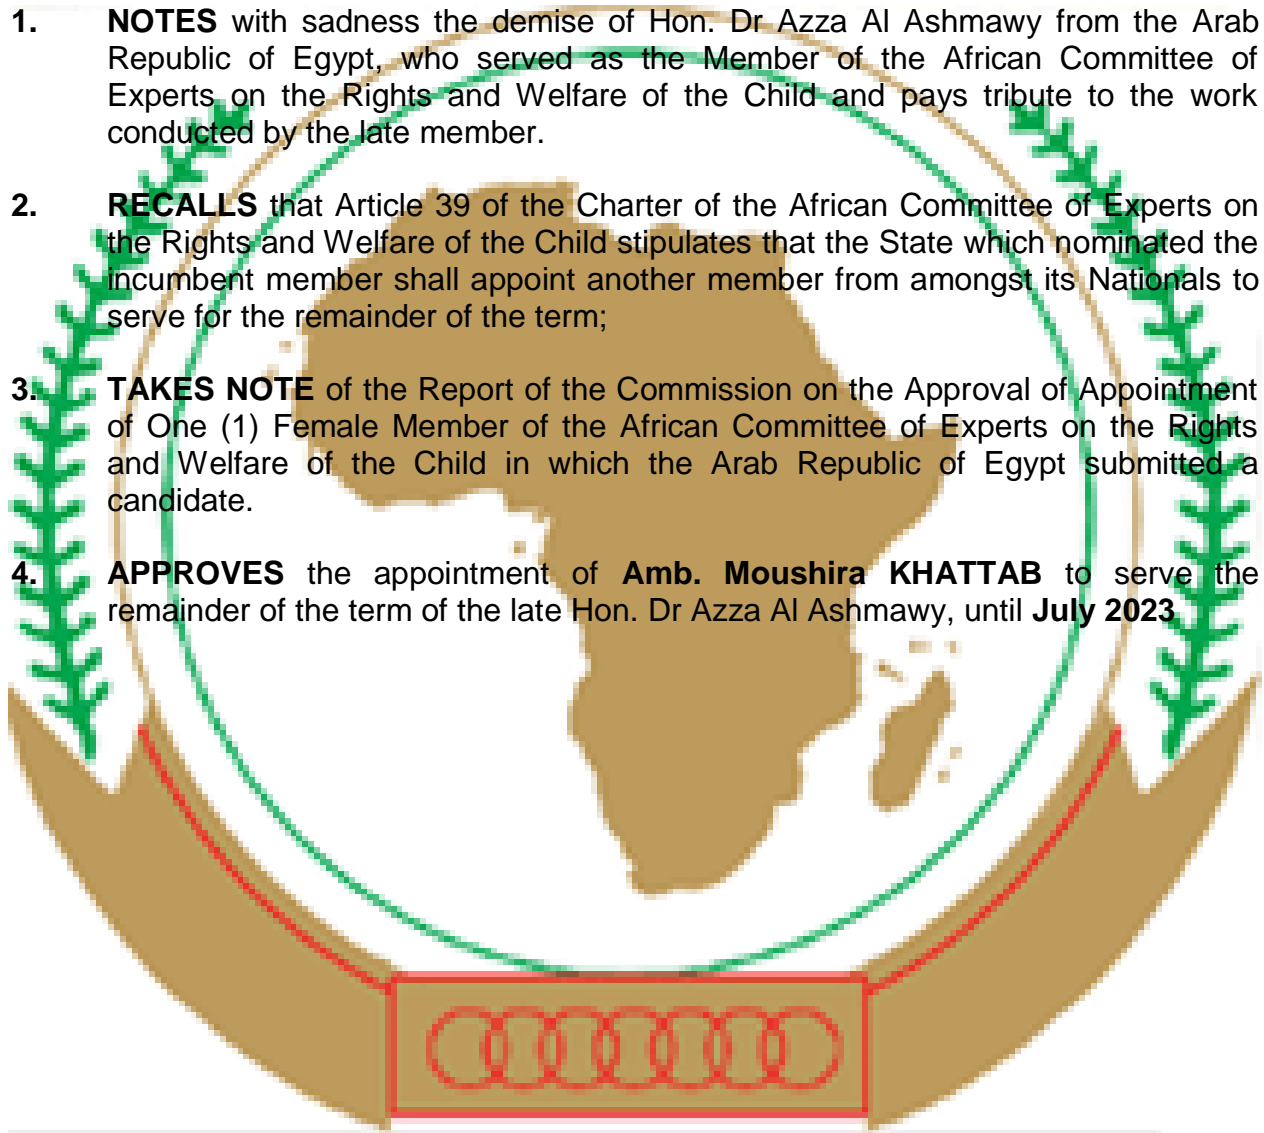 1. NOTES with sadness the demise of Hon. Dr Azza Al Ashmawy from the Arab
Republic of Egypt, who served as the Member of the African Committee of
Experts on the Rights and Welfare of the Child and pays tribute to the work
conducted by the late member.
2. RECALLS that Article 39 of the Charter of the African Committee of Experts on
the Rights and Welfare of the Child stipulates that the State which nominated the
incumbent member shall appoint another member from amongst its Nationals to
serve for the remainder of the term;
3. TAKES NOTE of the Report of the Commission on the Approval of Appointment
of One (1) Female Member of the African Committee of Experts on the Rights
and Welfare of the Child in which the Arab Republic of Egypt submitted a
candidate.
4. APPROVES the appointment of Amb. Moushira KHATTAB to serve the
remainder of the term of the late Hon. Dr Azza Al Ashmawy, until July 2023